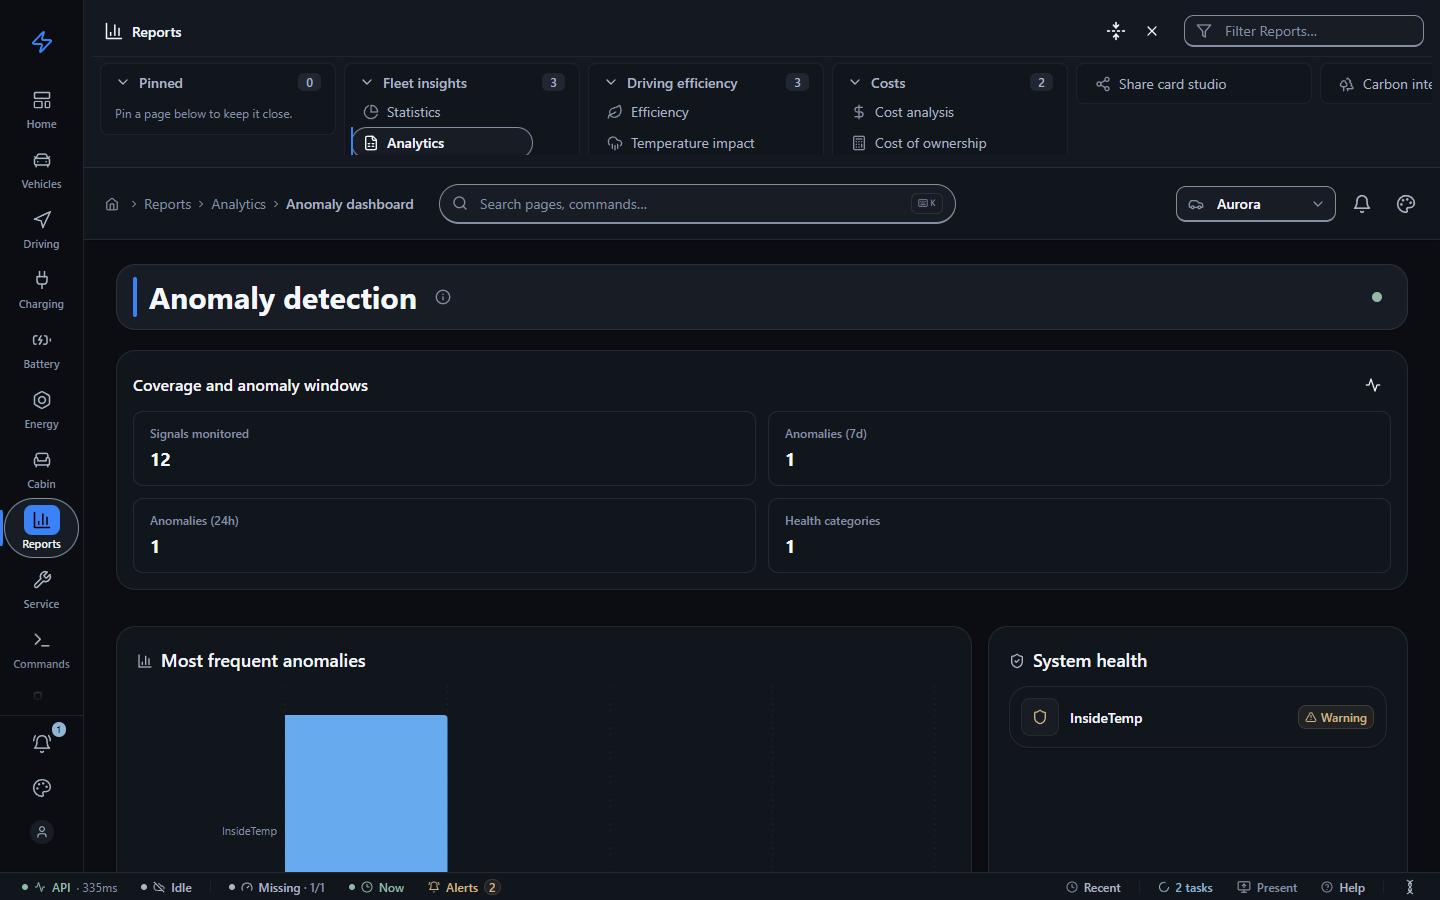 Reports
Filter Reports...
Home
Vehicles
Driving
Charging
Battery
Energy
Cabin
Reports
Service
Commands
1
Pinned 0
Pin a page below to keep it close.
Fleet insights 3
Statistics
Analytics
Driving efficiency 3
Efficiency
Temperature impact
Costs 2
Cost analysis
Cost of ownership
Share card studio
Carbon inte
Reports > Analytics > Anomaly dashboard
Search pages, commands...
K
Aurora
Anomaly detection
Coverage and anomaly windows
Signals monitored
12
Anomalies (7d)
1
Anomalies (24h)
1
Health categories
1
Most frequent anomalies
InsideTemp
System health
InsideTemp
Warning
API · 335ms
Idle
Missing · 1/1
Now
Alerts 2
Recent
2 tasks
Present
Help